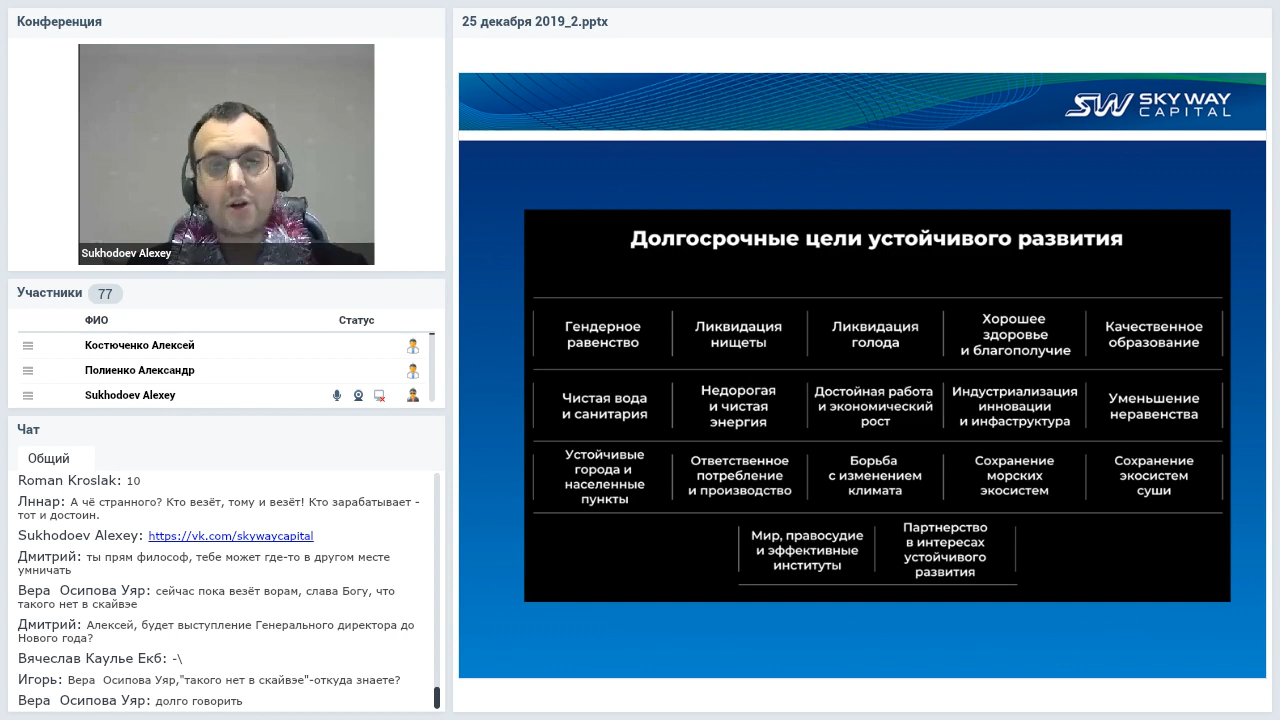 Конференция
Sukhodoev Alexey
Участники 77
ФИО Статус
Костюченко Алексей
Полиенко Александр
Sukhodoev Alexey
Чат
Общий
Roman Kroslak: 10
Лннар: А чё странного? Кто везёт, тому и везёт! Кто зарабатывает -
тот и достоин.
Sukhodoev Alexey: https://vk.com/skywaycapital
Дмитрий: ты прям философ, тебе может где-то в другом месте
умничать
Вера Осипова Уяр: сейчас пока везёт ворам, слава Богу, что
такого нет в скайвэе
Дмитрий: Алексей, будет выступление Генерального директора до
Нового года?
Вячеслав Каулье Екб: -\
Игорь: Вера Осипова Уяр,"такого нет в скайвэе"-откуда знаете?
Вера Осипова Уяр: долго говорить
25 декабря 2019_2.pptx
SW SKY WAY
CAPITAL
Долгосрочные цели устойчивого развития
Гендерное
равенство
Ликвидация
нищеты
Ликвидация
голода
Хорошее
здоровье
и благополучие
Качественное
образование
Чистая вода
и санитария
Недорогая
и чистая
энергия
Достойная работа
и экономический
рост
Индустриализация
инновации
и инфаструктура
Уменьшение
неравенства
Устойчивые
города и
населенные
пункты
Ответственное
потребление
и производство
Борьба
с изменением
климата
Сохранение
морских
экосистем
Сохранение
экосистем
суши
Мир, правосудие
и эффективные
институты
Партнерство
в интересах
устойчивого
развития